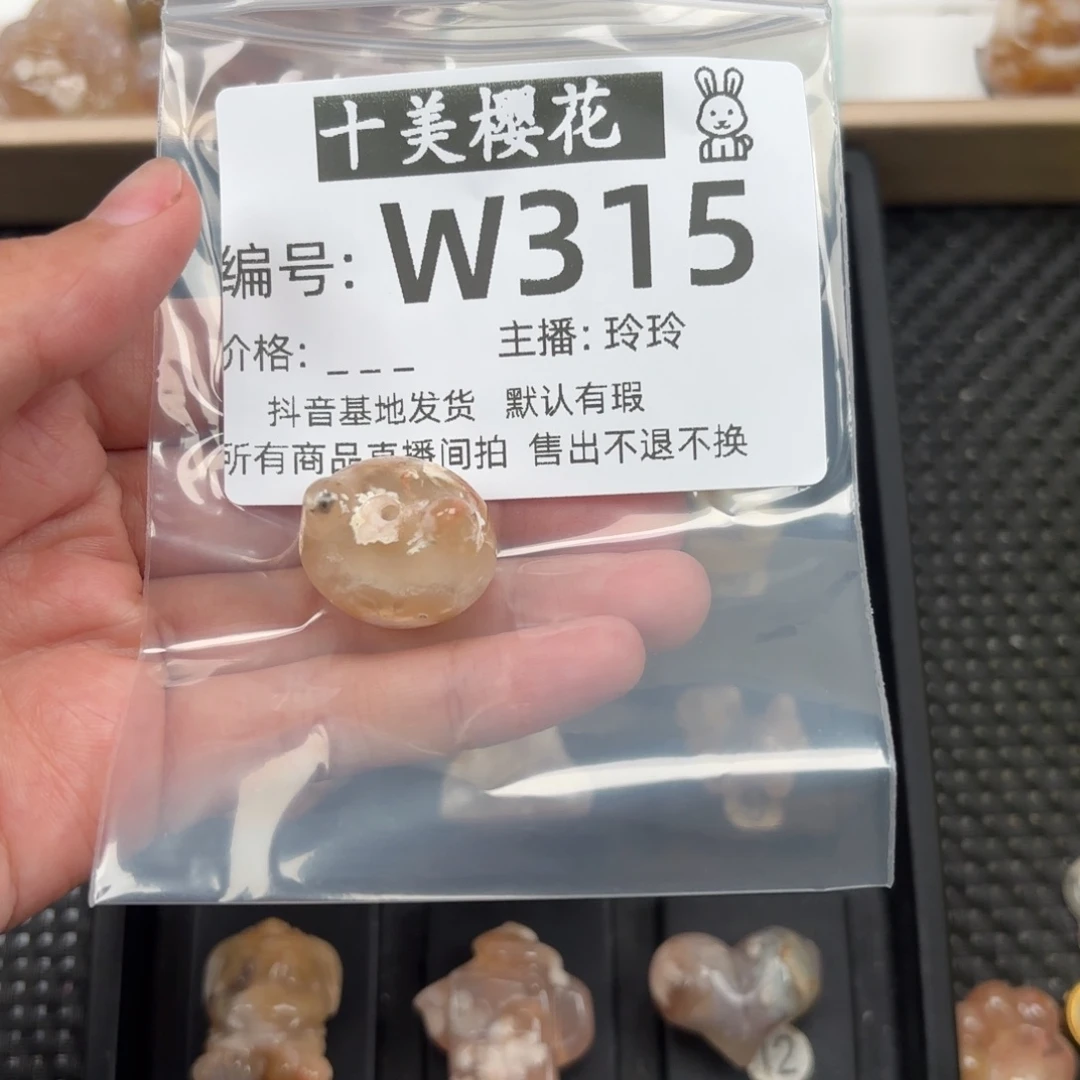 十美樱花
编号: W315
价格: _ _ _ 主播: 玲玲
抖音基地发货 默认有瑕
所有商品直播间拍 售出不退不换
12